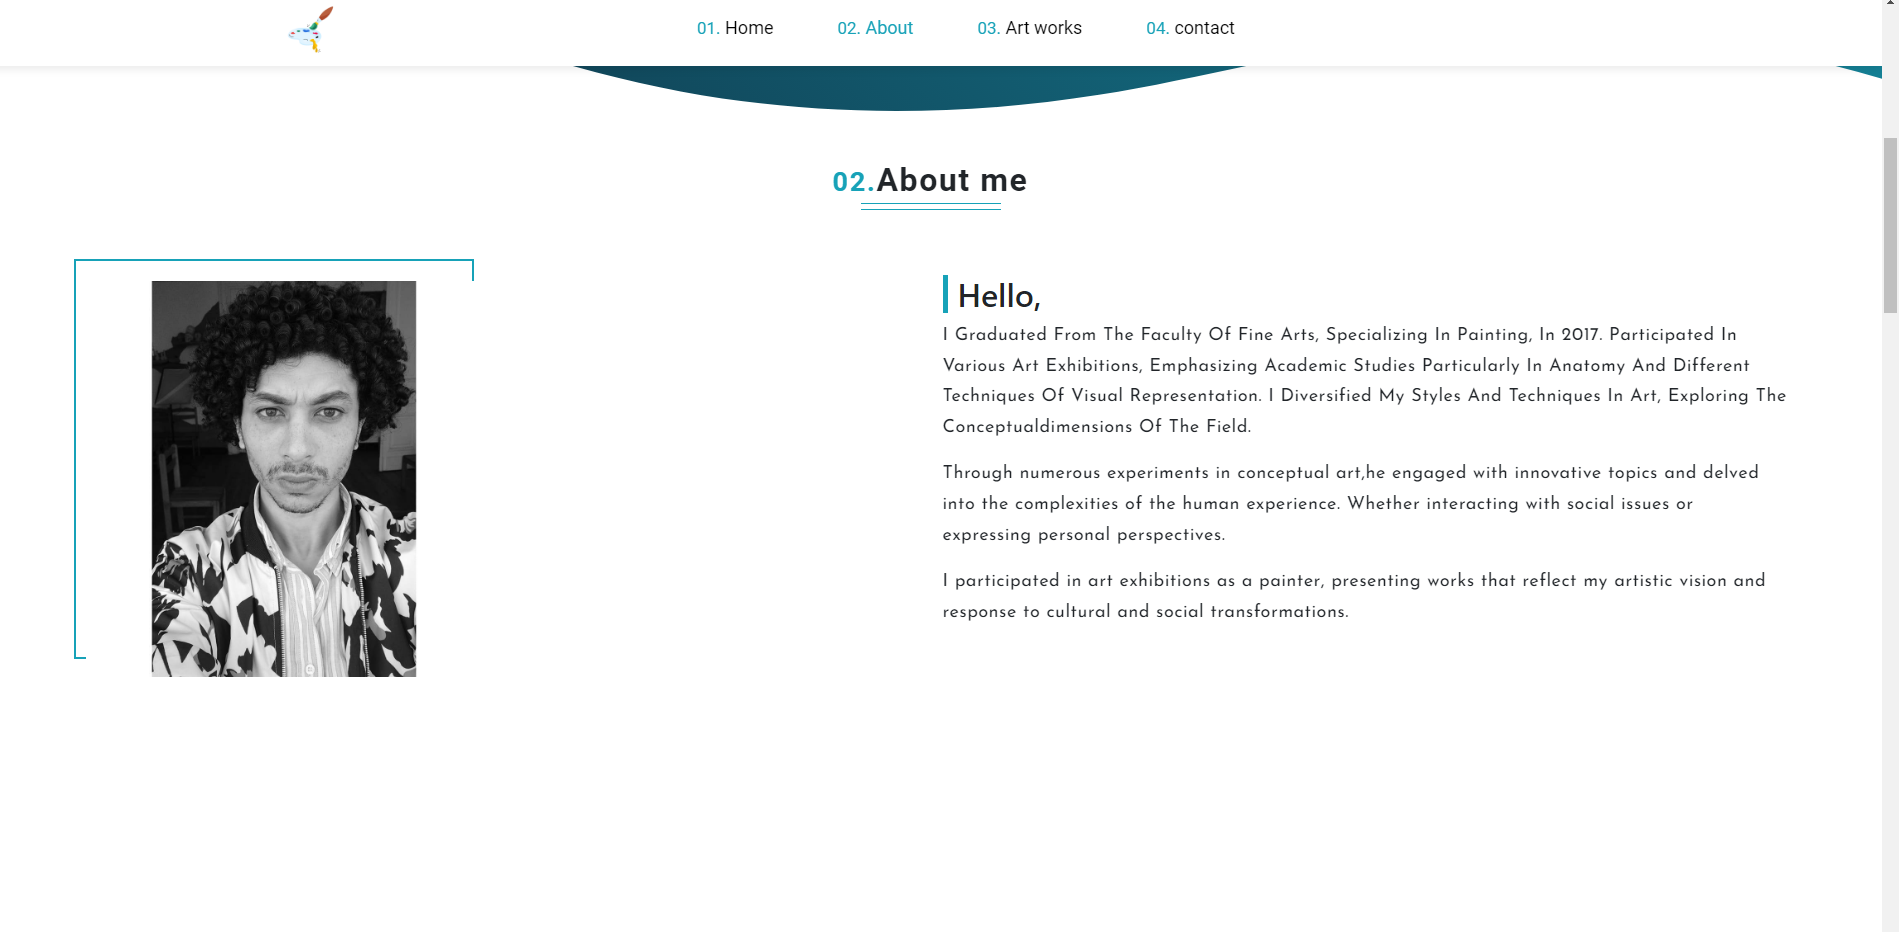 01. Home 02. About 03. Art works 04. contact
02.About me
Hello,
I Graduated From The Faculty Of Fine Arts, Specializing In Painting, In 2017. Participated In
Various Art Exhibitions, Emphasizing Academic Studies Particularly In Anatomy And Different
Techniques Of Visual Representation. I Diversified My Styles And Techniques In Art, Exploring The
Conceptualdimensions Of The Field.
Through numerous experiments in conceptual art,he engaged with innovative topics and delved
into the complexities of the human experience. Whether interacting with social issues or
expressing personal perspectives.
I participated in art exhibitions as a painter, presenting works that reflect my artistic vision and
response to cultural and social transformations.